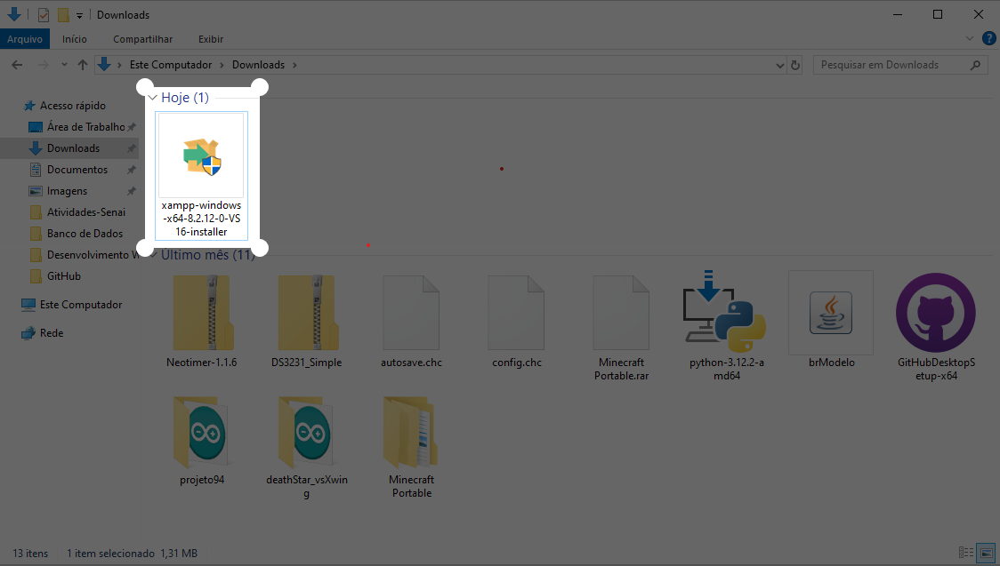 Downloads
Arquivo
Início
Compartilhar
Exibir
?
Este Computador
Downloads
Pesquisar em Downloads
Acesso rápido
Área de Trabalho
Downloads
Documentos
Imagens
Atividades-Senai
Banco de Dados
Desenvolvimento W
GitHub
Este Computador
Rede
Hoje (1)
xampp-windows
-x64-8.2.12-0-VS
16-installer
Último mês (11)
Neotimer-1.1.6
DS3231_Simple
autosave.chc
config.chc
Minecraft
Portable.rar
python-3.12.2-a
md64
brModelo
GitHubDesktopS
etup-x64
projeto94
deathStar_vsXwin
g
Minecraft
Portable
13 itens
1 item selecionado 1,31 MB